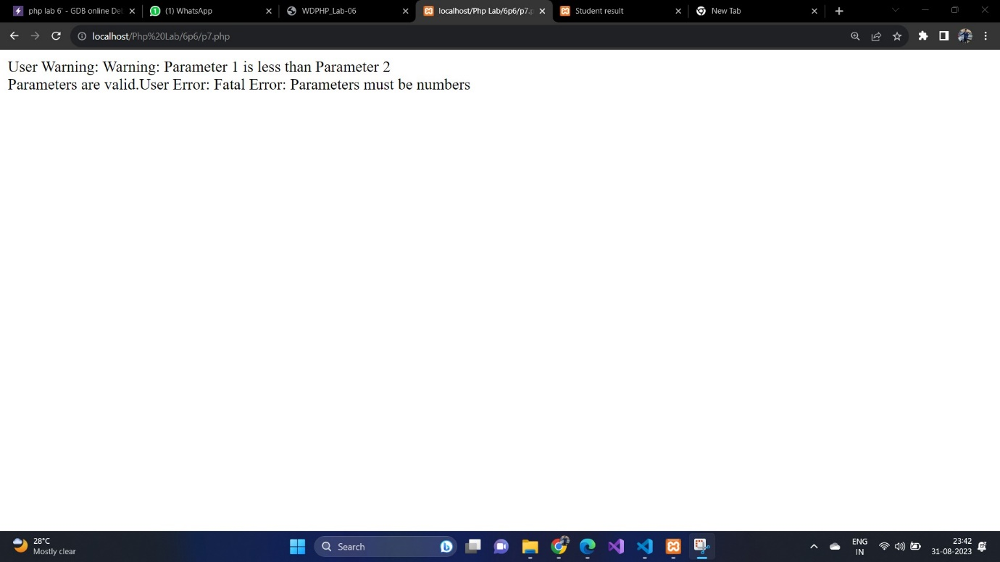 php lab 6' - GDB online Del
(1) WhatsApp
WDPHP_Lab-06
localhost/Php Lab/6p6/p7.p
Student result
New Tab
localhost/Php%20Lab/6p6/p7.php
User Warning: Warning: Parameter 1 is less than Parameter 2
Parameters are valid.User Error: Fatal Error: Parameters must be numbers
28°C
Mostly clear
Search
ENG
IN
23:42
31-08-2023